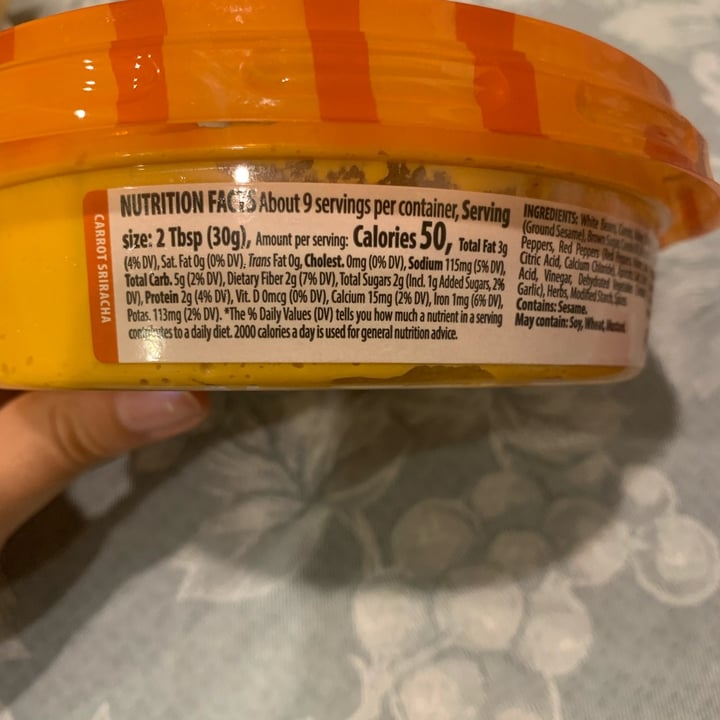 CARROT SRIRACHA
NUTRITION FACTS About 9 servings per container, Serving
size: 2 Tbsp (30g), Amount per serving: Calories 50, Total Fat 3g
(4% DV), Sat. Fat 0g (0% DV), Trans Fat 0g, Cholest. 0mg (0% DV), Sodium 115mg (5% DV),
Total Carb. 5g (2% DV), Dietary Fiber 2g (7% DV), Total Sugars 2g (Incl. 1g Added Sugars, 2%
DV), Protein 2g (4% DV), Vit. D 0mcg (0% DV), Calcium 15mg (2% DV), Iron 1mg (6% DV),
Potas. 113mg (2% DV). *The % Daily Values (DV) tells you how much a nutrient in a serving
contributes to a daily diet. 2000 calories a day is used for general nutrition advice.
INGREDIENTS: White Beans,
(Ground Sesame), Brown Sugar,
Peppers, Red Peppers (Red
Citric Acid, Calcium Chloride),
Acid, Vinegar, Dehydrated
Garlic), Herbs, Modified Starch, Spices
Contains: Sesame.
May contain: Soy, Wheat, Mustard.